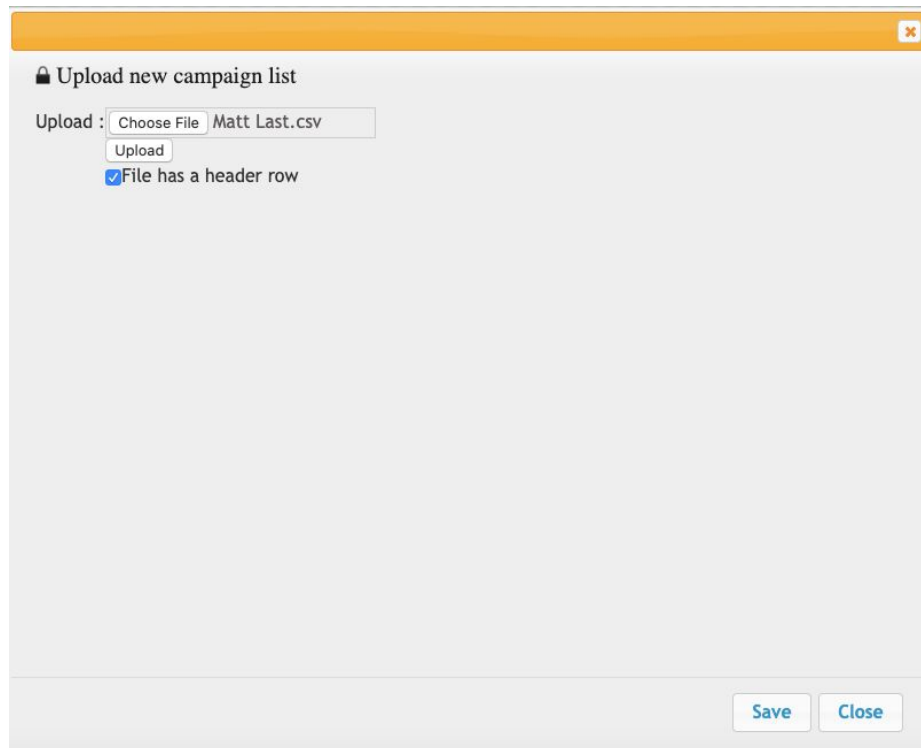 Upload new campaign list
Upload : Choose File Matt Last.csv
Upload
File has a header row
Save Close